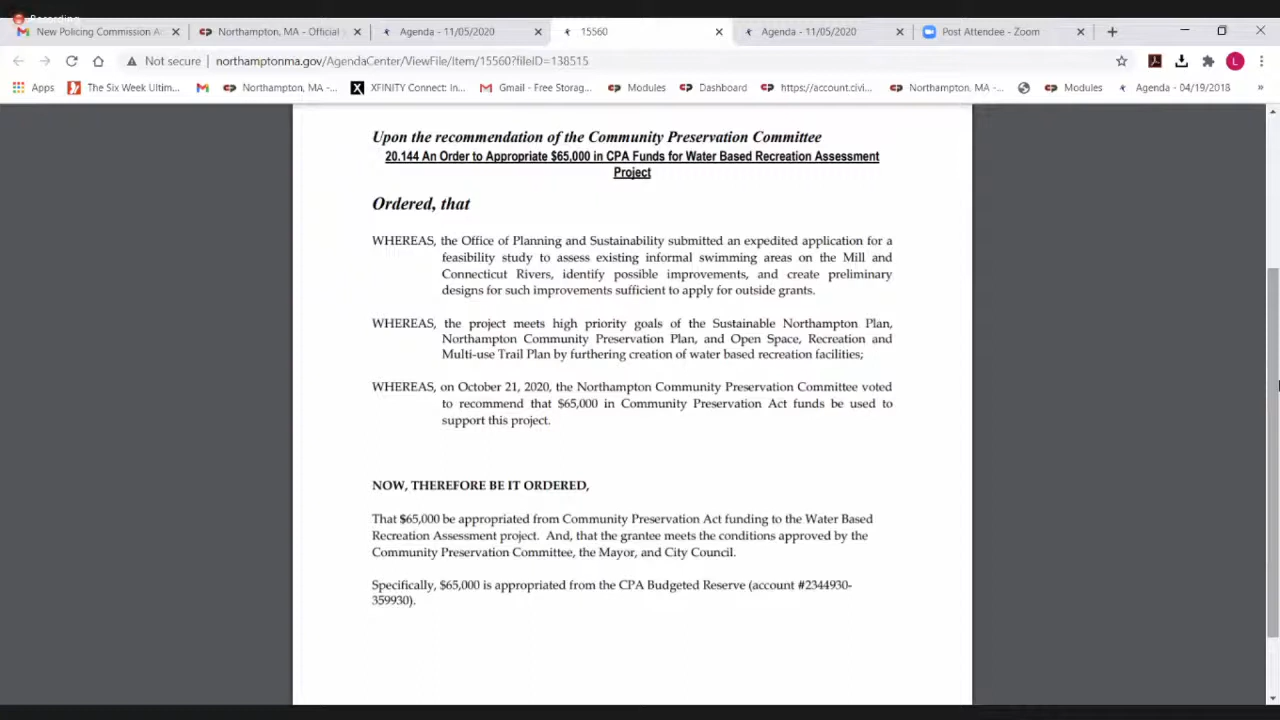 Recording
New Policing Commission A
Northampton, MA - Official
Agenda - 11/05/2020
15560
Agenda - 11/05/2020
Post Attendee - Zoom
Not secure
northamptonma.gov/AgendaCenter/ViewFile/Item/15560?fileID=138515
L
Apps
The Six Week Ultim...
Northampton, MA -...
XFINITY Connect: In...
Gmail - Free Storag...
Modules
Dashboard
https://account.civi...
Northampton, MA -...
Modules
Agenda - 04/19/2018
»
Upon the recommendation of the Community Preservation Committee
20.144 An Order to Appropriate $65,000 in CPA Funds for Water Based Recreation Assessment
Project
Ordered, that
WHEREAS, the Office of Planning and Sustainability submitted an expedited application for a
feasibility study to assess existing informal swimming areas on the Mill and
Connecticut Rivers, identify possible improvements, and create preliminary
designs for such improvements sufficient to apply for outside grants.
WHEREAS, the project meets high priority goals of the Sustainable Northampton Plan,
Northampton Community Preservation Plan, and Open Space, Recreation and
Multi-use Trail Plan by furthering creation of water based recreation facilities;
WHEREAS, on October 21, 2020, the Northampton Community Preservation Committee voted
to recommend that $65,000 in Community Preservation Act funds be used to
support this project.
NOW, THEREFORE BE IT ORDERED,
That $65,000 be appropriated from Community Preservation Act funding to the Water Based
Recreation Assessment project. And, that the grantee meets the conditions approved by the
Community Preservation Committee, the Mayor, and City Council.
Specifically, $65,000 is appropriated from the CPA Budgeted Reserve (account #2344930-
359930).